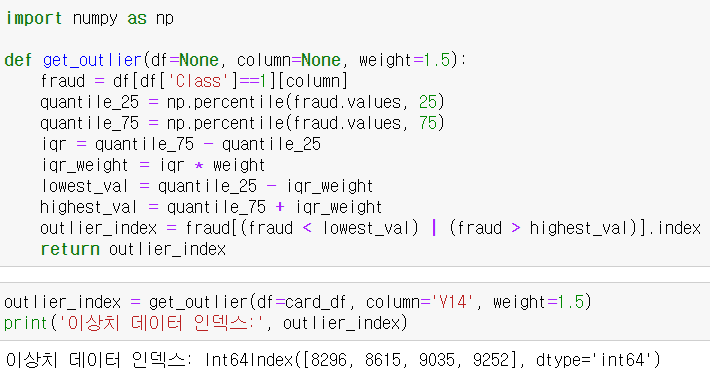 import numpy as np

def get_outlier(df=None, column=None, weight=1.5):
    fraud = df[df['Class']==1][column]
    quantile_25 = np.percentile(fraud.values, 25)
    quantile_75 = np.percentile(fraud.values, 75)
    iqr = quantile_75 - quantile_25
    iqr_weight = iqr * weight
    lowest_val = quantile_25 - iqr_weight
    highest_val = quantile_75 + iqr_weight
    outlier_index = fraud[(fraud < lowest_val) | (fraud > highest_val)].index
    return outlier_index

outlier_index = get_outlier(df=card_df, column='V14', weight=1.5)
print('이상치 데이터 인덱스:', outlier_index)

이상치 데이터 인덱스: Int64Index([8296, 8615, 9035, 9252], dtype='int64')